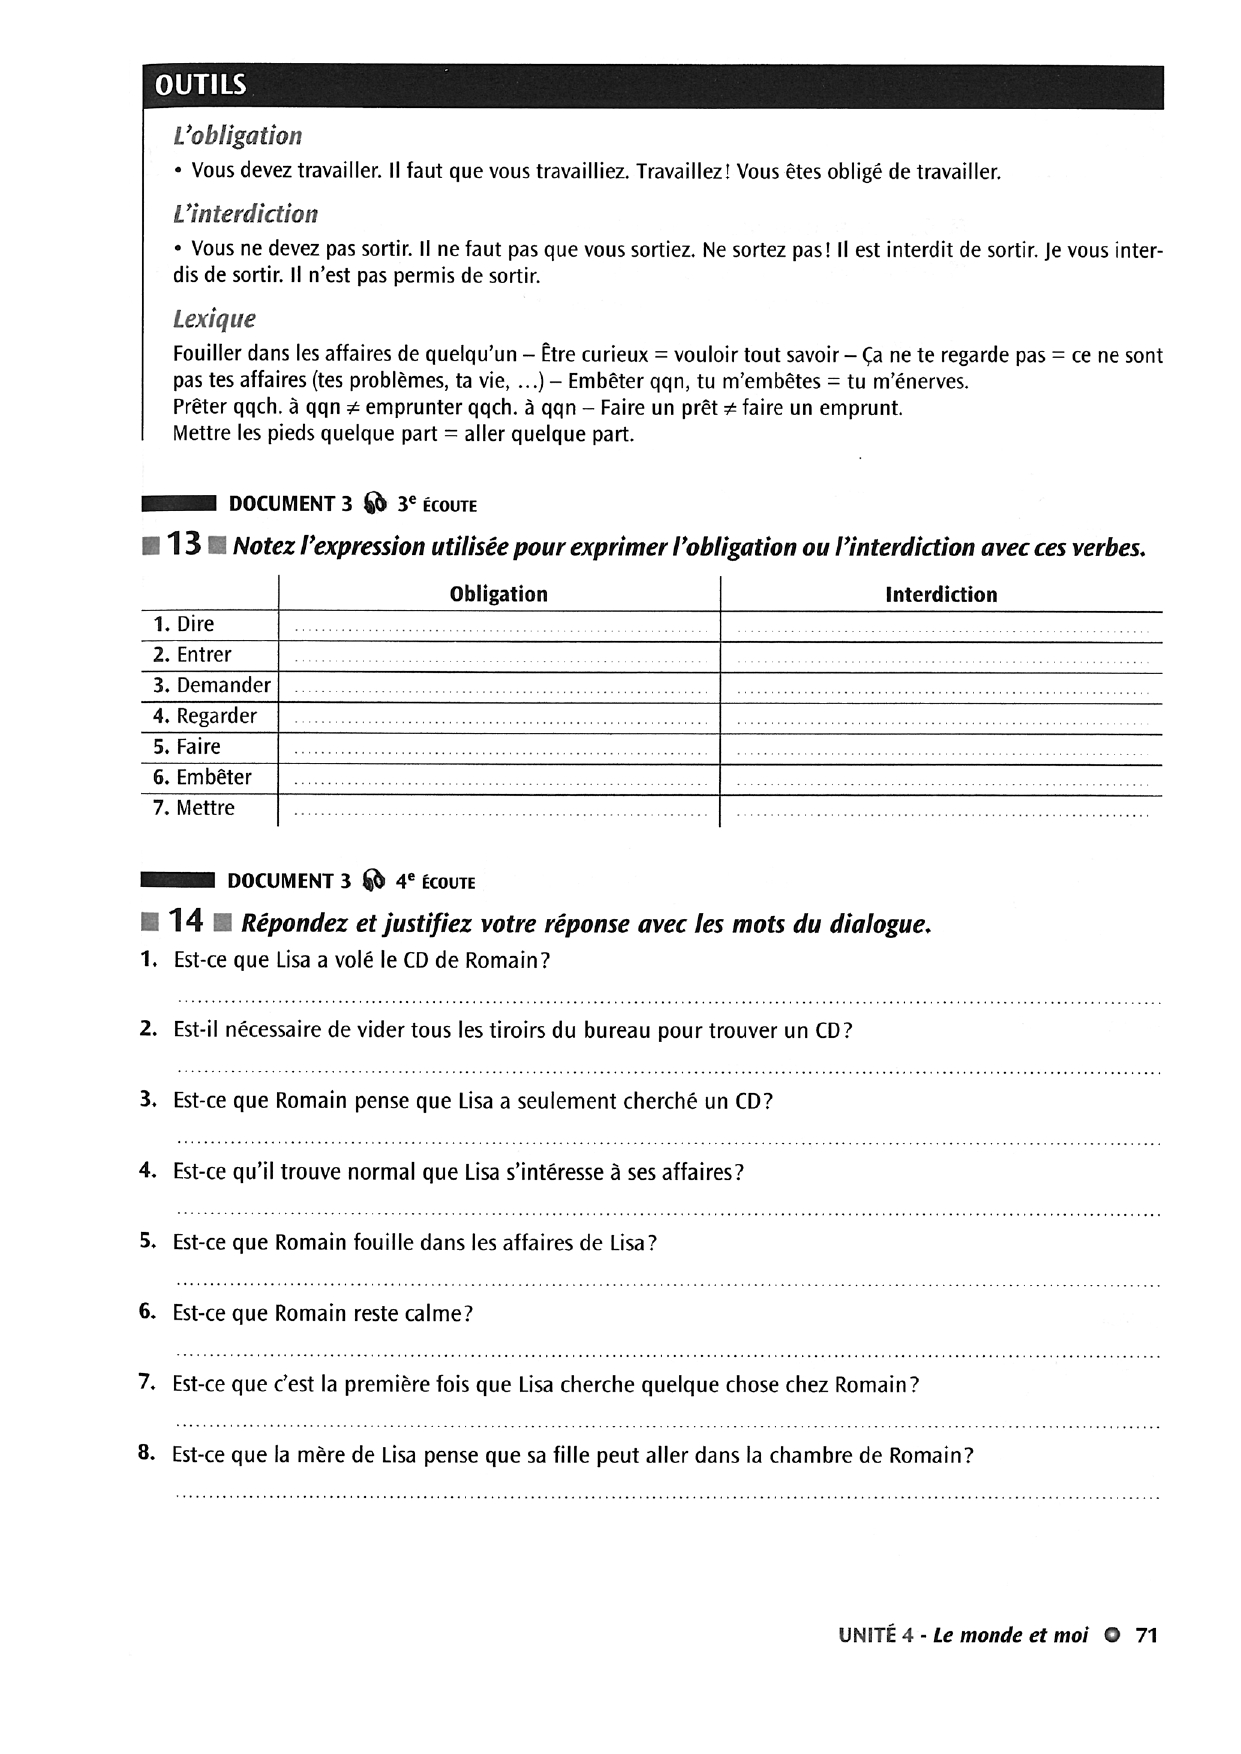 OUTILS
L'obligation
• Vous devez travailler. Il faut que vous travailliez. Travaillez! Vous êtes obligé de travailler.
L'interdiction
• Vous ne devez pas sortir. Il ne faut pas que vous sortiez. Ne sortez pas! Il est interdit de sortir. Je vous inter-
dis de sortir. Il n'est pas permis de sortir.
Lexique
Fouiller dans les affaires de quelqu'un – Être curieux = vouloir tout savoir – Ça ne te regarde pas = ce ne sont
pas tes affaires (tes problèmes, ta vie, ...) – Embêter qqn, tu m'embêtes = tu m'énerves.
Prêter qqch. à qqn ≠ emprunter qqch. à qqn – Faire un prêt ≠ faire un emprunt.
Mettre les pieds quelque part = aller quelque part.
DOCUMENT 3 3e ÉCOUTE
13 Notez l'expression utilisée pour exprimer l'obligation ou l'interdiction avec ces verbes.
Obligation Interdiction
1. Dire
2. Entrer
3. Demander
4. Regarder
5. Faire
6. Embêter
7. Mettre
DOCUMENT 3 4e ÉCOUTE
14 Répondez et justifiez votre réponse avec les mots du dialogue.
1. Est-ce que Lisa a volé le CD de Romain?
2. Est-il nécessaire de vider tous les tiroirs du bureau pour trouver un CD?
3. Est-ce que Romain pense que Lisa a seulement cherché un CD?
4. Est-ce qu'il trouve normal que Lisa s'intéresse à ses affaires?
5. Est-ce que Romain fouille dans les affaires de Lisa?
6. Est-ce que Romain reste calme?
7. Est-ce que c'est la première fois que Lisa cherche quelque chose chez Romain?
8. Est-ce que la mère de Lisa pense que sa fille peut aller dans la chambre de Romain?
UNITÉ 4 - Le monde et moi 71